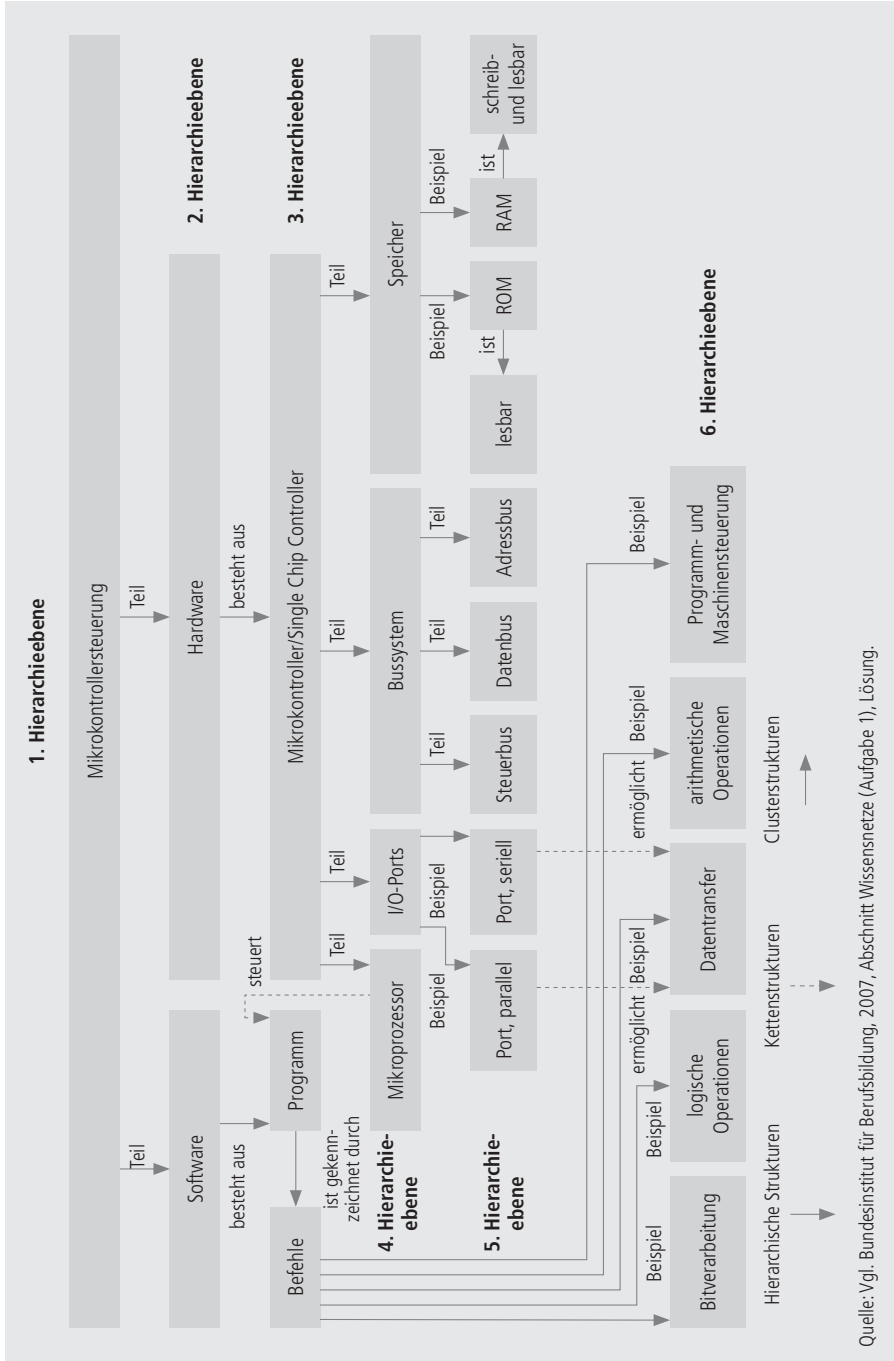 1. Hierarchieebene
Mikrokontrollersteuerung
Teil
Teil
2. Hierarchieebene
Software
Hardware
besteht aus
besteht aus
3. Hierarchieebene
Befehle
Programm
Mikrokontroller/Single Chip Controller
ist gekenn-
zeichnet durch
steuert
Teil
Teil
Teil
Teil
4. Hierarchie-
ebene
Mikroprozessor
I/O-Ports
Bussystem
Speicher
Beispiel
Beispiel
Teil
Teil
Teil
Beispiel
Beispiel
5. Hierarchie-
ebene
Port, parallel
Port, seriell
Steuerbus
Datenbus
Adressbus
lesbar
ist
ROM
RAM
ist
schreib-
und lesbar
Beispiel
Beispiel
ermöglicht
Beispiel
ermöglicht
Beispiel
Beispiel
6. Hierarchieebene
Bitverarbeitung
logische
Operationen
Datentransfer
arithmetische
Operationen
Programm- und
Maschinensteuerung
Hierarchische Strukturen
Kettenstrukturen
Clusterstrukturen
Quelle: Vgl. Bundesinstitut für Berufsbildung, 2007, Abschnitt Wissensnetze (Aufgabe 1), Lösung.